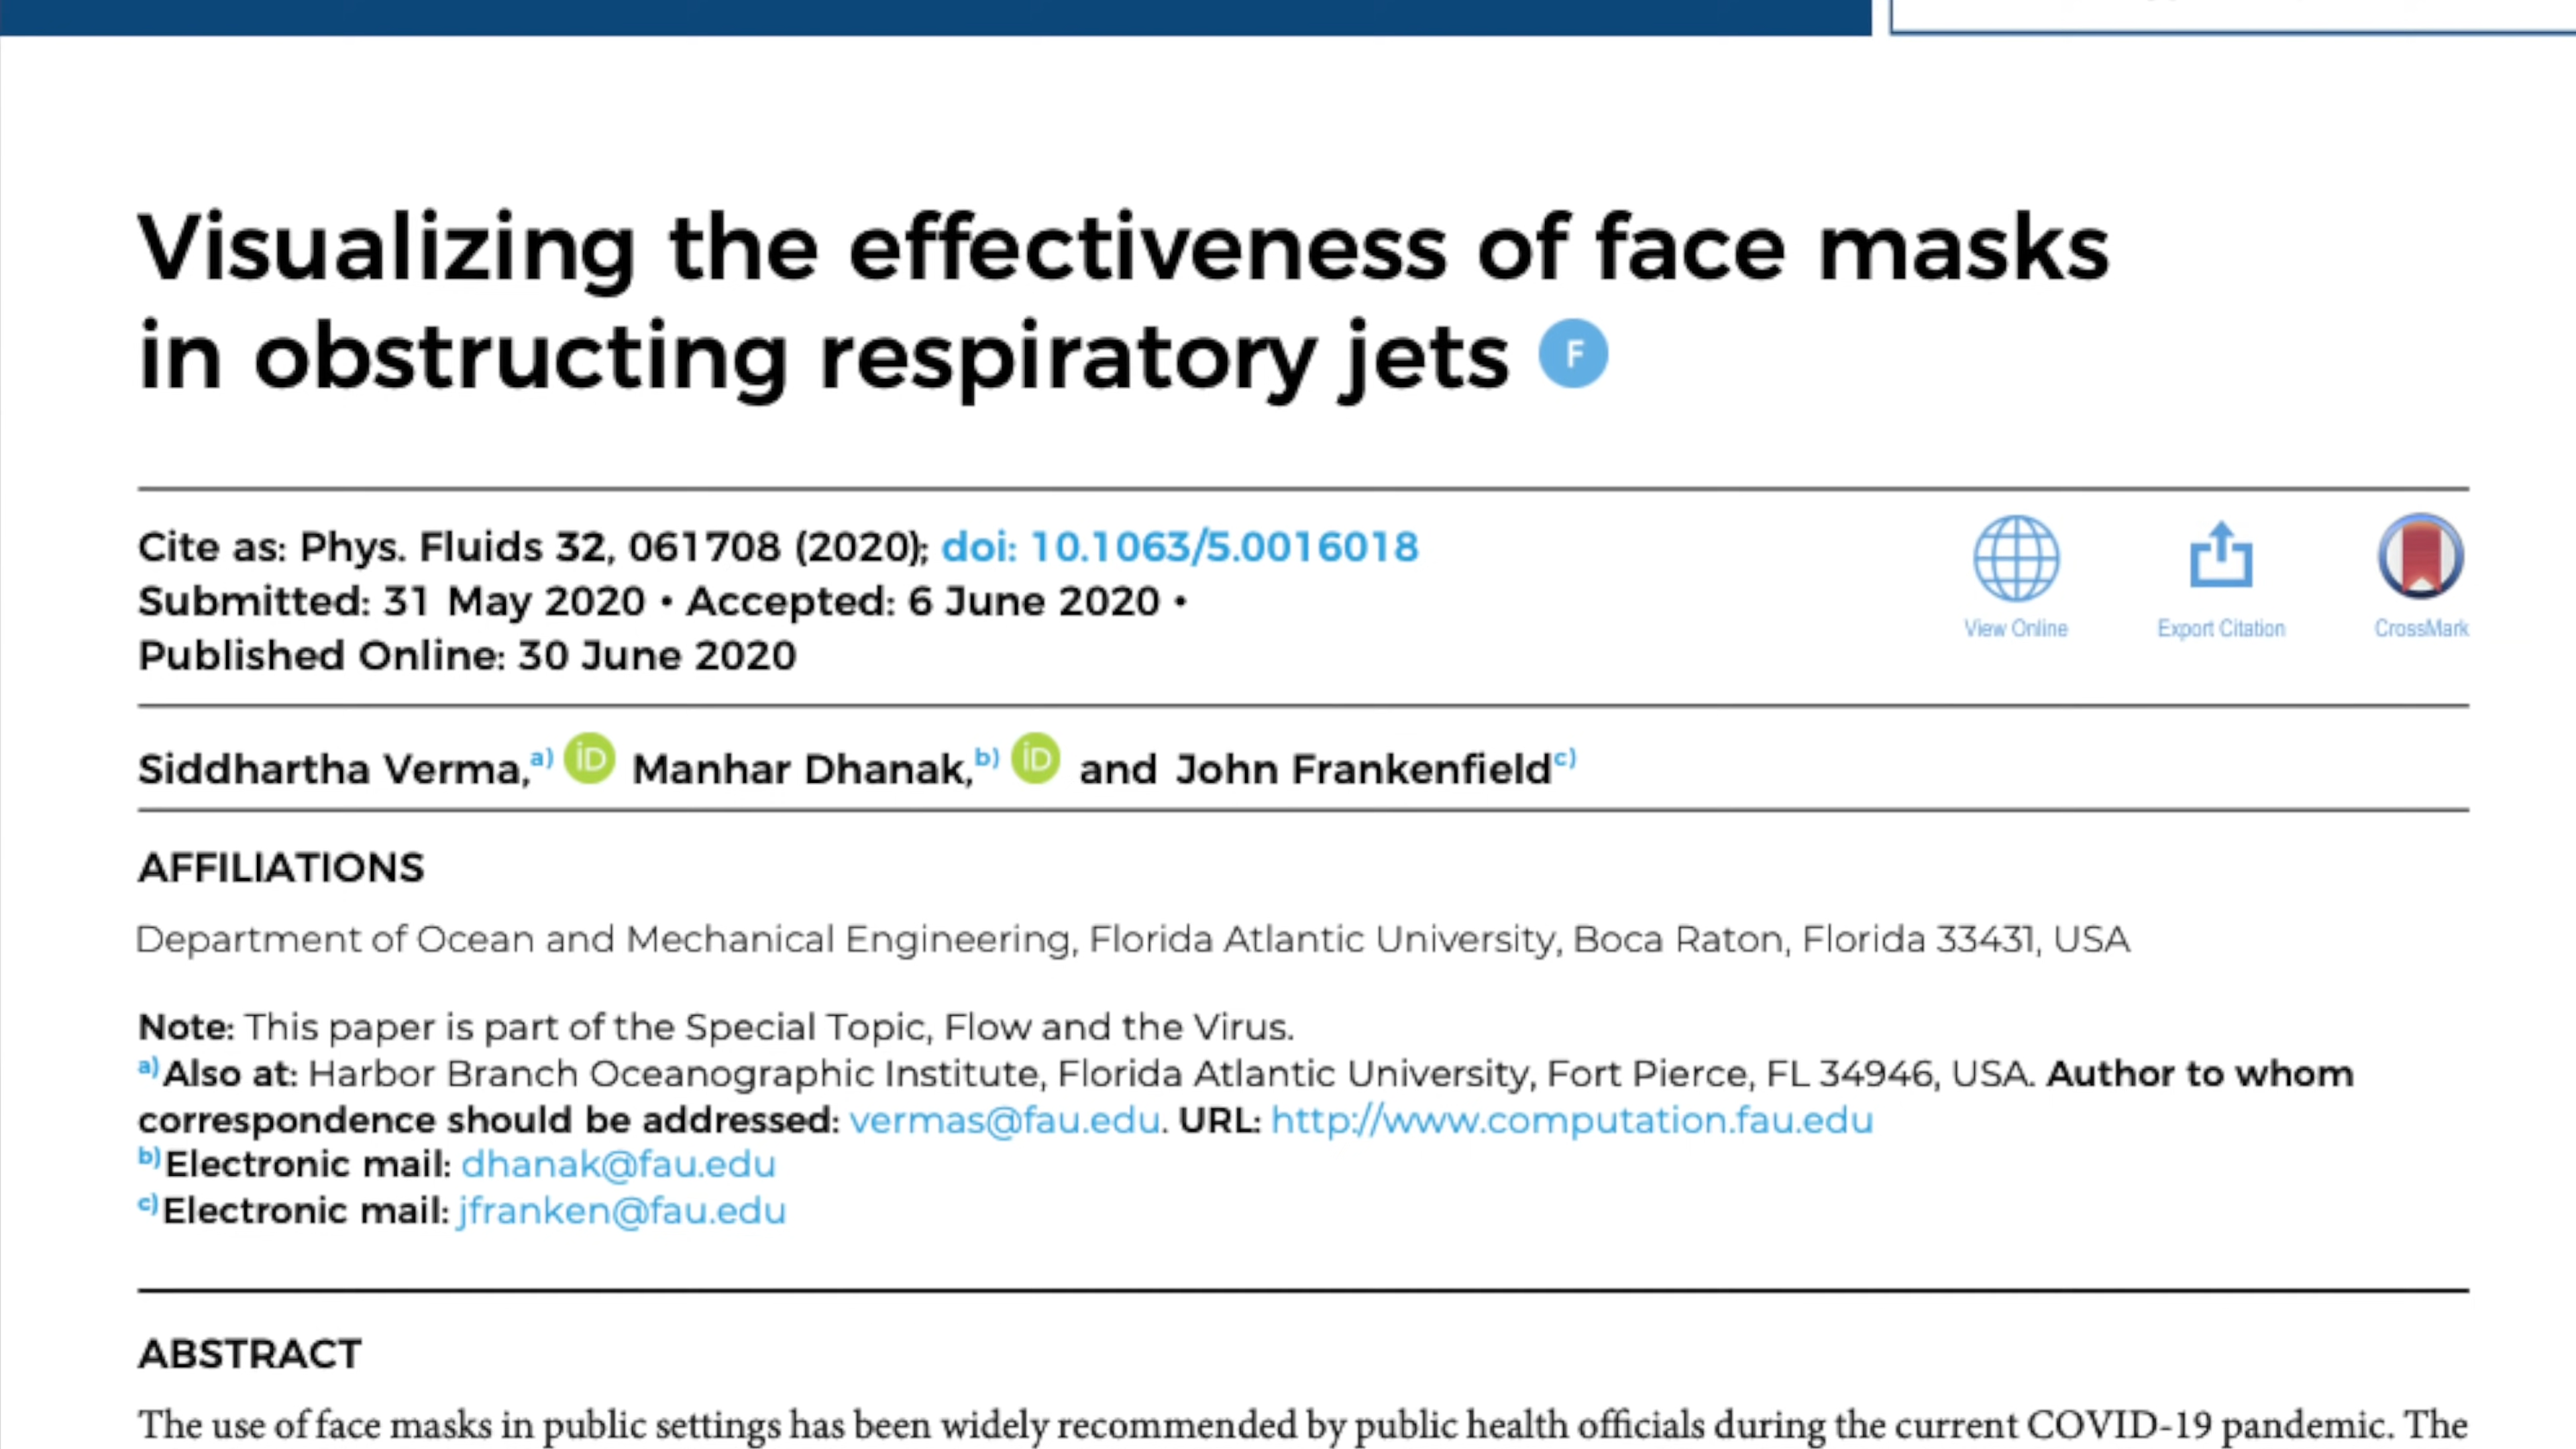 Visualizing the effectiveness of face masks
in obstructing respiratory jets F
Cite as: Phys. Fluids 32, 061708 (2020); doi: 10.1063/5.0016018
Submitted: 31 May 2020 • Accepted: 6 June 2020 •
Published Online: 30 June 2020
View Online Export Citation CrossMark
Siddhartha Verma,a) iD Manhar Dhanak,b) iD and John Frankenfieldc)
AFFILIATIONS
Department of Ocean and Mechanical Engineering, Florida Atlantic University, Boca Raton, Florida 33431, USA
Note: This paper is part of the Special Topic, Flow and the Virus.
a)Also at: Harbor Branch Oceanographic Institute, Florida Atlantic University, Fort Pierce, FL 34946, USA. Author to whom
correspondence should be addressed: vermas@fau.edu. URL: http://www.computation.fau.edu
b)Electronic mail: dhanak@fau.edu
c)Electronic mail: jfranken@fau.edu
ABSTRACT
The use of face masks in public settings has been widely recommended by public health officials during the current COVID-19 pandemic. The